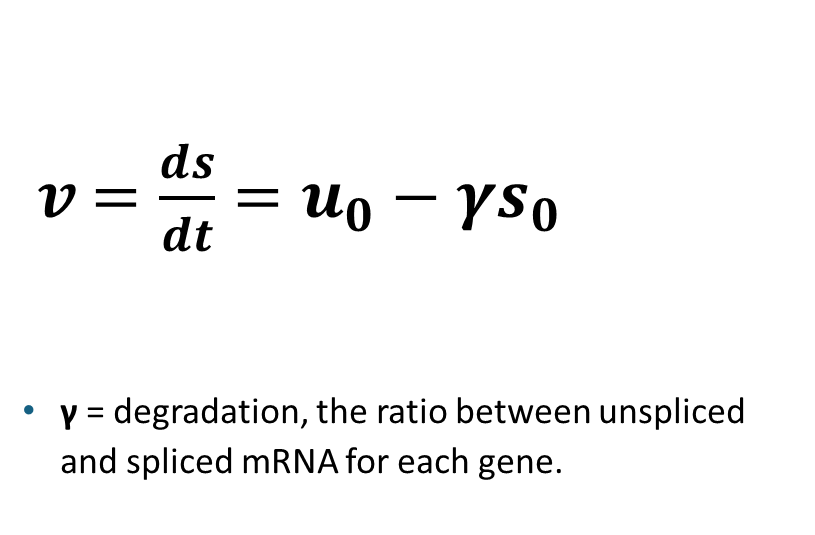 v = ds/dt = u₀ − γs₀
• γ = degradation, the ratio between unspliced
and spliced mRNA for each gene.